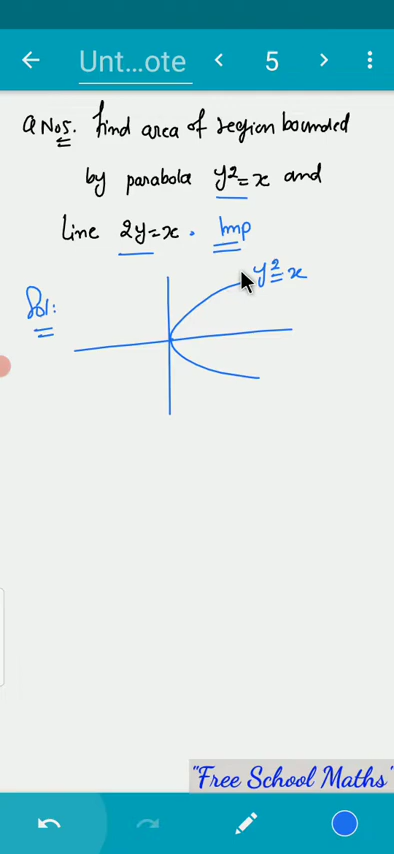 Unt...ote 5
Q No5. Find area of region bounded
by parabola y²=x and
line 2y=x. Imp
Sol:
y²=x
"Free School Maths"